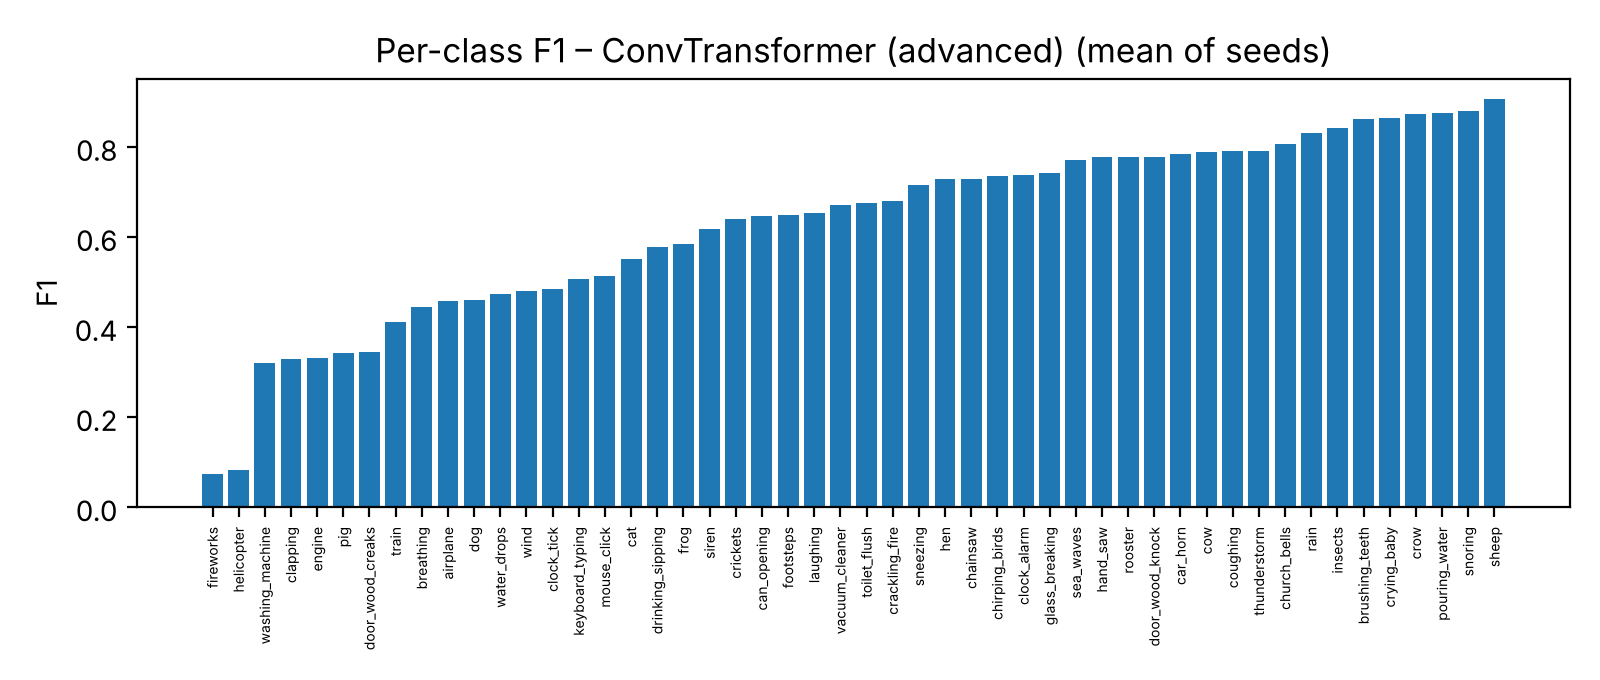 Per-class F1 – ConvTransformer (advanced) (mean of seeds)
F1
0.8
0.6
0.4
0.2
0.0
fireworks
helicopter
washing_machine
clapping
engine
pig
door_wood_creaks
train
breathing
airplane
dog
water_drops
wind
clock_tick
keyboard_typing
mouse_click
cat
drinking_sipping
frog
siren
crickets
can_opening
footsteps
laughing
vacuum_cleaner
toilet_flush
crackling_fire
sneezing
hen
chainsaw
chirping_birds
clock_alarm
glass_breaking
sea_waves
hand_saw
rooster
door_wood_knock
car_horn
cow
coughing
thunderstorm
church_bells
rain
insects
brushing_teeth
crying_baby
crow
pouring_water
snoring
sheep